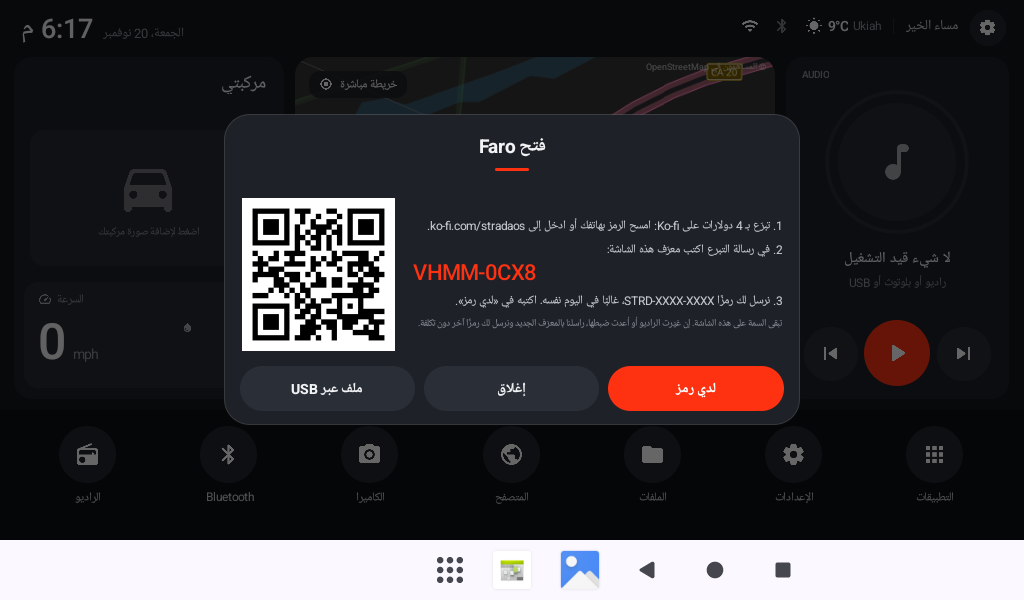 6:17 م
الجمعة، 20 نوفمبر
9°C Ukiah
مساء الخير
مركبتي
خريطة مباشرة
OpenStreetMap
CA 20
AUDIO
اضغط لإضافة صورة مركبتك
السرعة
0 mph
لا شيء قيد التشغيل
راديو أو بلوتوث أو USB
فتح Faro
1. تبرّع بـ 4 دولارات على Ko-fi: امسح الرمز بهاتفك أو ادخل إلى ko-fi.com/stradaos.
2. في رسالة التبرع اكتب معرّف هذه الشاشة:
VHMM-0CX8
3. نرسل لك رمزًا STRD-XXXX-XXXX، غالبًا في اليوم نفسه. اكتبه في «لدي رمز».
تبقى السمة على هذه الشاشة. إن غيرت الراديو أو أعدت ضبطها، راسلنا بالمعرف الجديد ونرسل لك رمزًا آخر دون تكلفة.
لدي رمز
إغلاق
ملف عبر USB
الراديو
Bluetooth
الكاميرا
المتصفح
الملفات
الإعدادات
التطبيقات